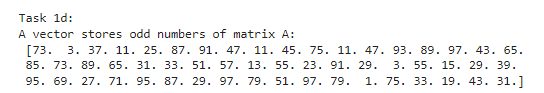 Task 1d:
A vector stores odd numbers of matrix A:
[73. 3. 37. 11. 25. 87. 91. 47. 11. 45. 75. 11. 47. 93. 89. 97. 43. 65.
85. 73. 89. 65. 31. 33. 51. 57. 13. 55. 23. 91. 29. 3. 55. 15. 29. 39.
95. 69. 27. 71. 95. 87. 29. 97. 79. 51. 97. 79. 1. 75. 33. 19. 43. 31.]